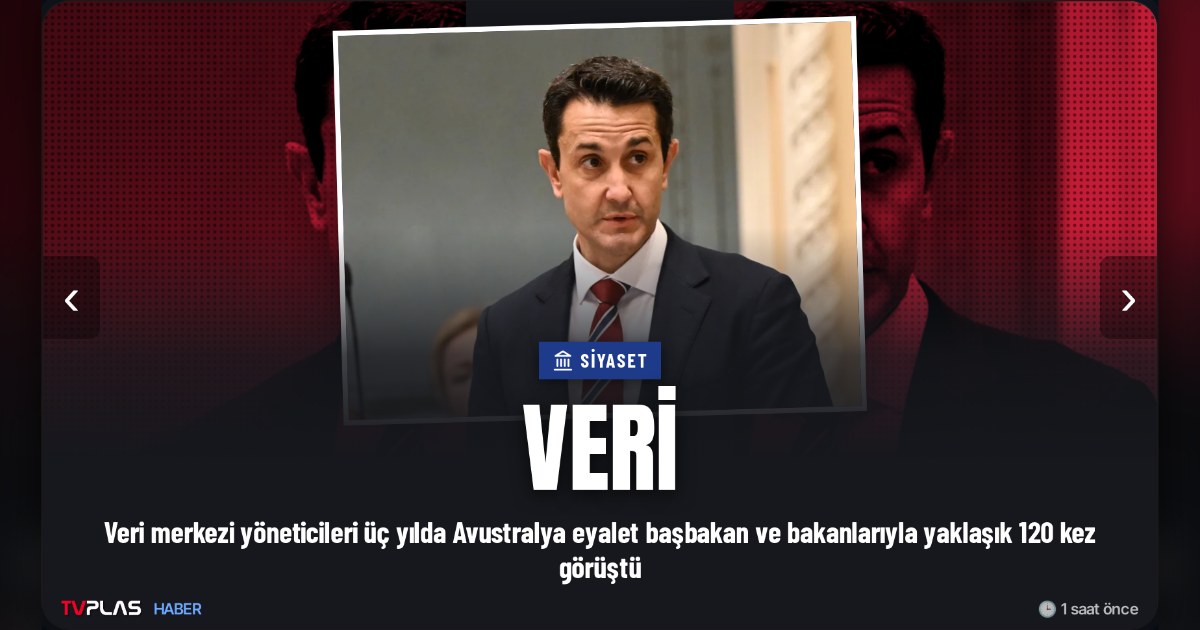 SİYASET
VERİ
Veri merkezi yöneticileri üç yılda Avustralya eyalet başbakan ve bakanlarıyla yaklaşık 120 kez
görüştü
TVPLAS HABER
1 saat önce